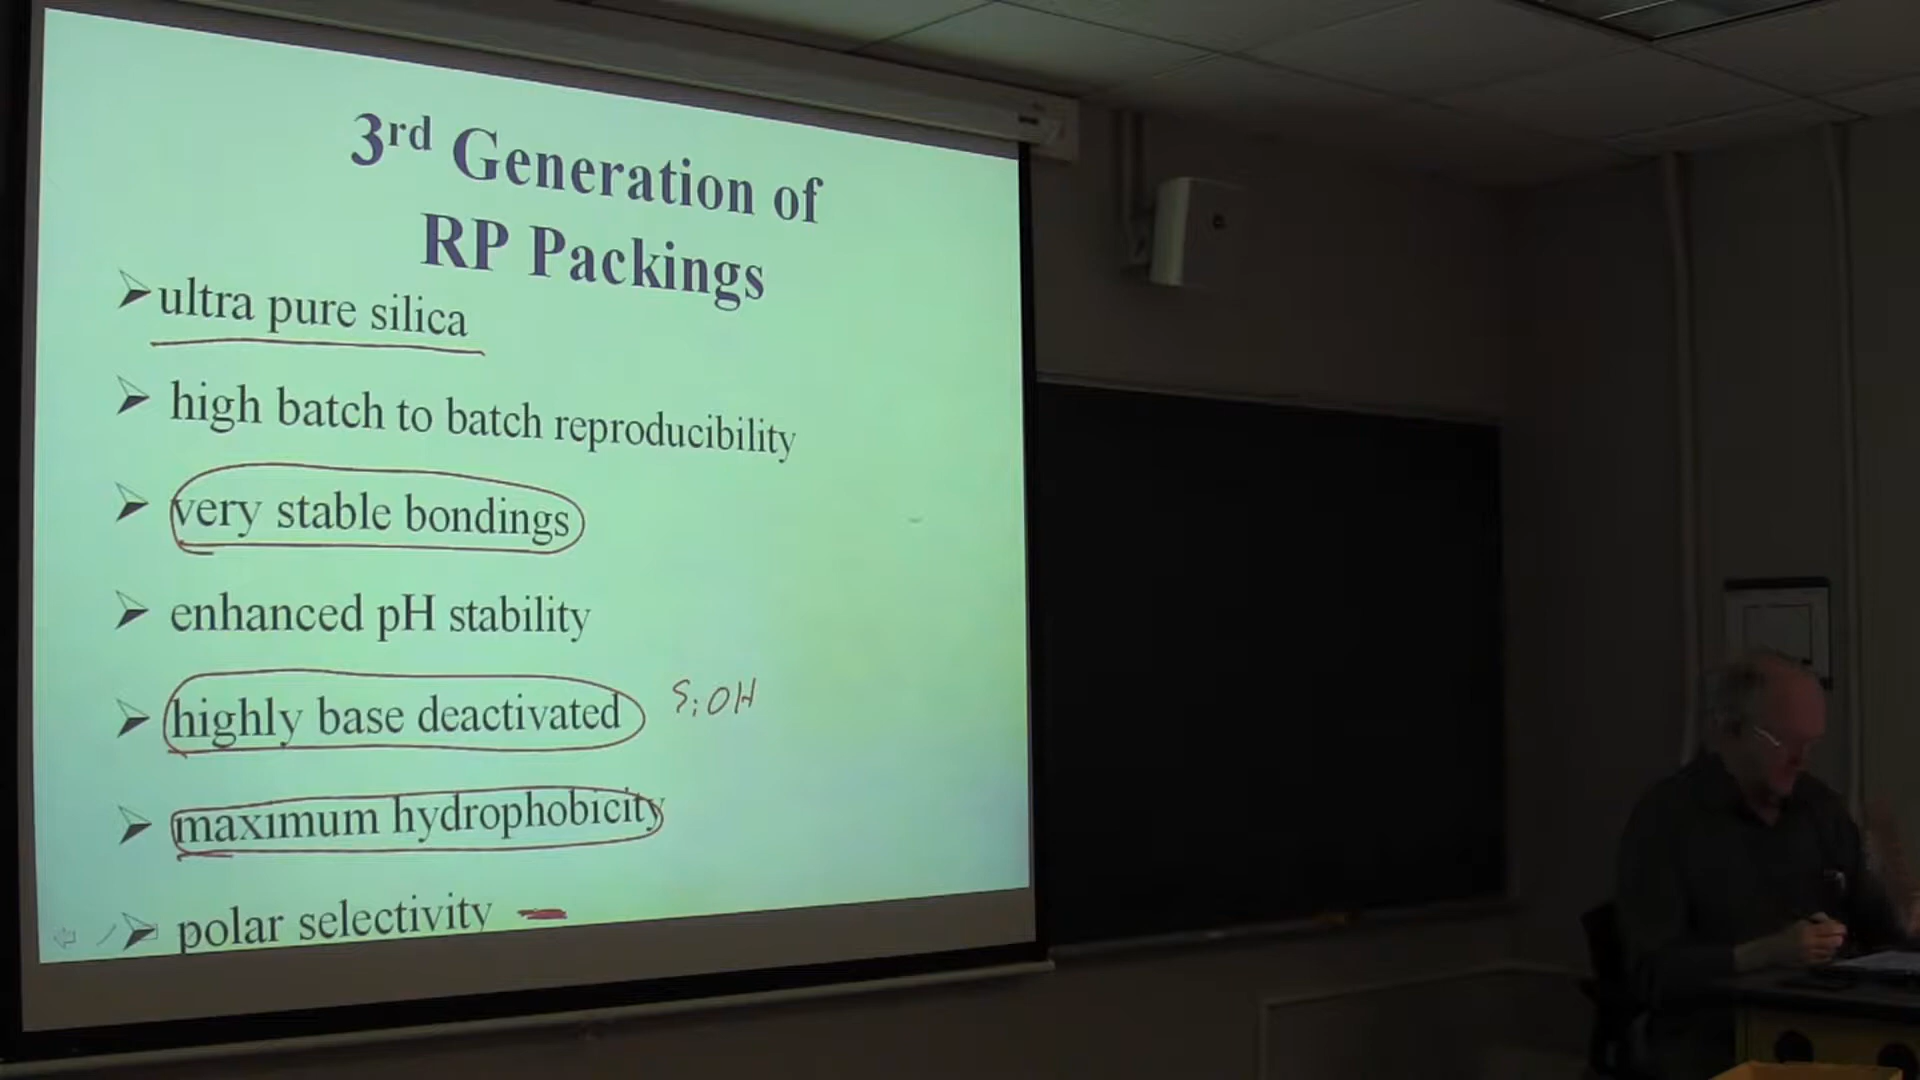 3rd Generation of
RP Packings
➢ultra pure silica
➢ high batch to batch reproducibility
➢ very stable bondings
➢ enhanced pH stability
➢ highly base deactivated SiOH
➢ maximum hydrophobicity
➢ polar selectivity